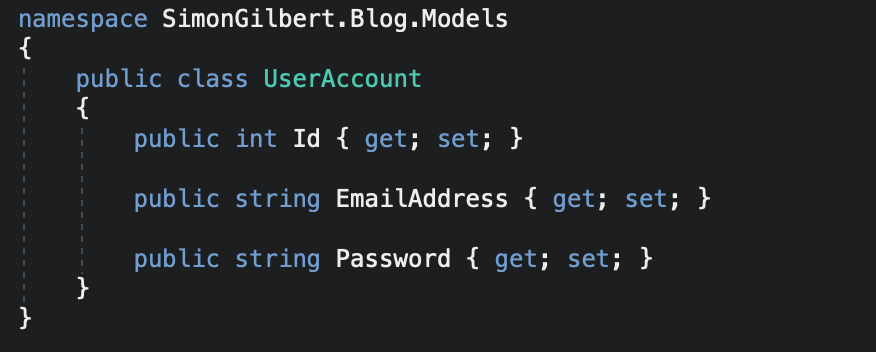 namespace SimonGilbert.Blog.Models
{
public class UserAccount
{
public int Id { get; set; }
public string EmailAddress { get; set; }
public string Password { get; set; }
}
}